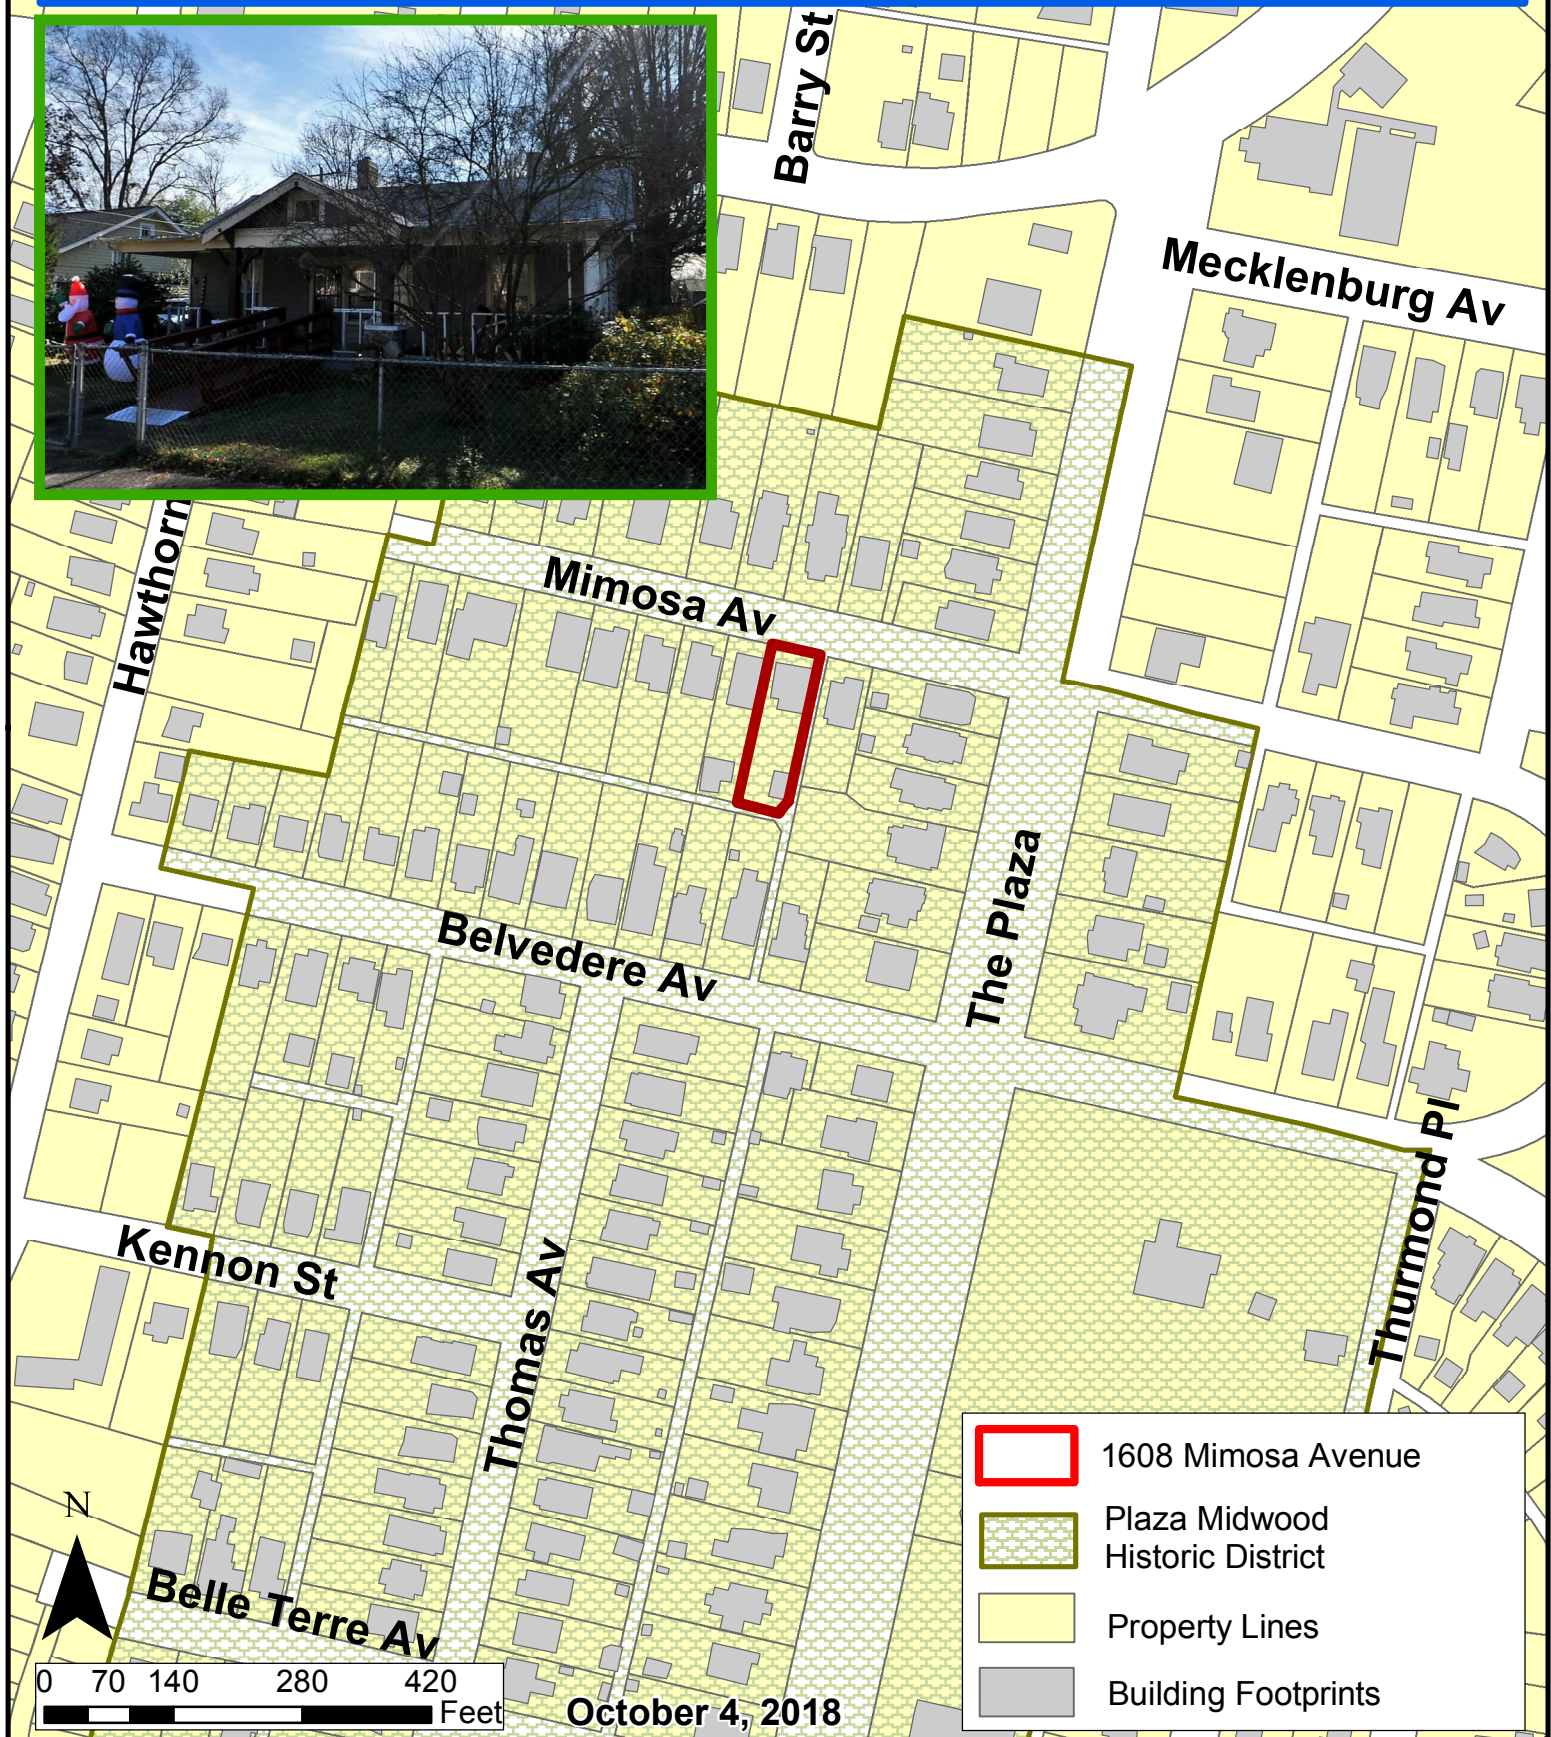 Barry St
Mecklenburg Av
Hawthorn
Mimosa Av
The Plaza
Belvedere Av
Thurmond Pl
Kennon St
Thomas Av
1608 Mimosa Avenue
Plaza Midwood
Historic District
Property Lines
Building Footprints
N
Belle Terre Av
0 70 140 280 420
Feet
October 4, 2018